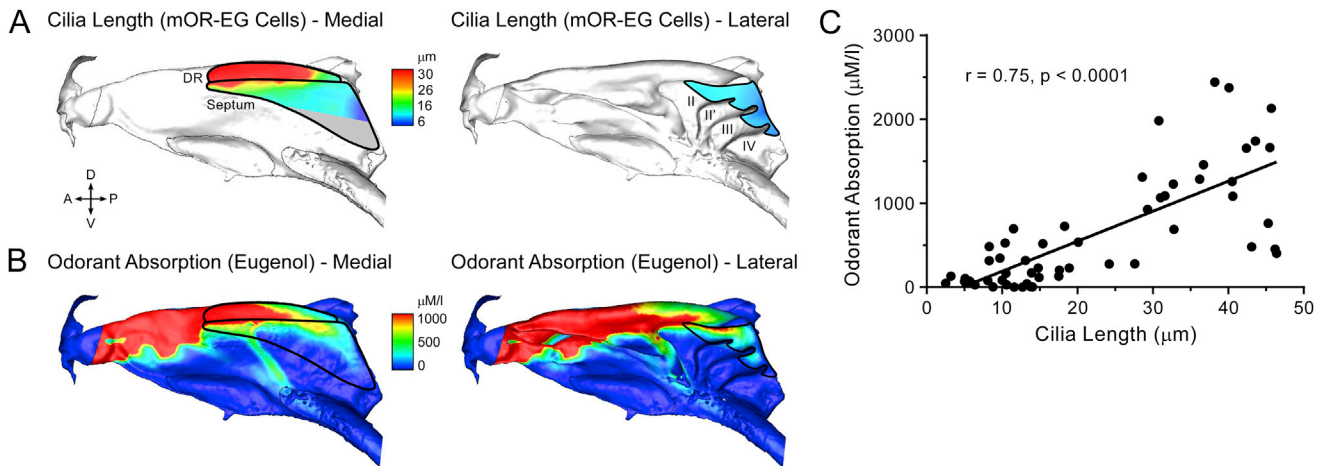 A
Cilia Length (mOR-EG Cells) - Medial
μm
30
26
16
6
DR
Septum
D
A
P
V
Cilia Length (mOR-EG Cells) - Lateral
II
II'
III
IV
B
Odorant Absorption (Eugenol) - Medial
μM/l
1000
500
0
Odorant Absorption (Eugenol) - Lateral
C
Odorant Absorption (μM/l)
3000
2000
1000
0
r = 0.75, p < 0.0001
0 10 20 30 40 50
Cilia Length (μm)